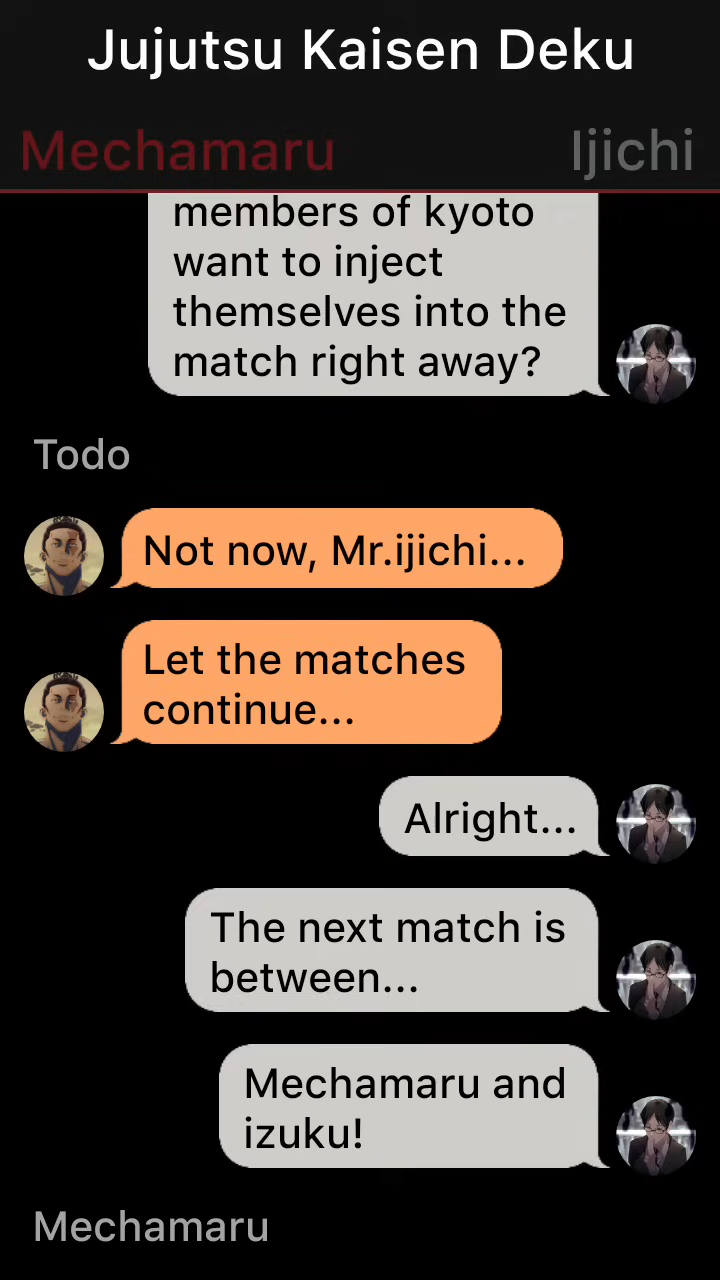 Jujutsu Kaisen Deku
Mechamaru
Ijichi
members of kyoto
want to inject
themselves into the
match right away?
Todo
Not now, Mr.ijichi...
Let the matches
continue...
Alright...
The next match is
between...
Mechamaru and
izuku!
Mechamaru